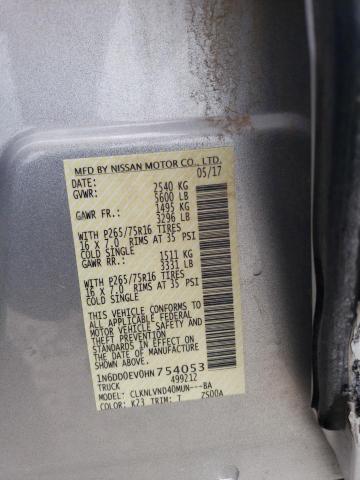 MFD BY NISSAN MOTOR CO., LTD.
DATE: 05/17
GVWR: 2540 KG
5600 LB
GAWR FR.: 1495 KG
3296 LB
WITH P265/75R16 TIRES
16 X 7.0 RIMS AT 35 PSI
COLD SINGLE
GAWR RR.: 1511 KG
3331 LB
WITH P265/75R16 TIRES
16 X 7.0 RIMS AT 35 PSI
COLD SINGLE
THIS VEHICLE CONFORMS TO
ALL APPLICABLE FEDERAL
MOTOR VEHICLE SAFETY AND
THEFT PREVENTION
STANDARDS IN EFFECT ON
THE DATE OF MANUFACTURE
SHOWN ABOVE.
1N6DD0EV0HN754053
TRUCK 499212
MODEL: CLKNLVND40MUN---BA
COLOR: K23 TRIM: T ZS00A